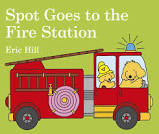 Spot Goes to the
Fire Station
Eric Hill